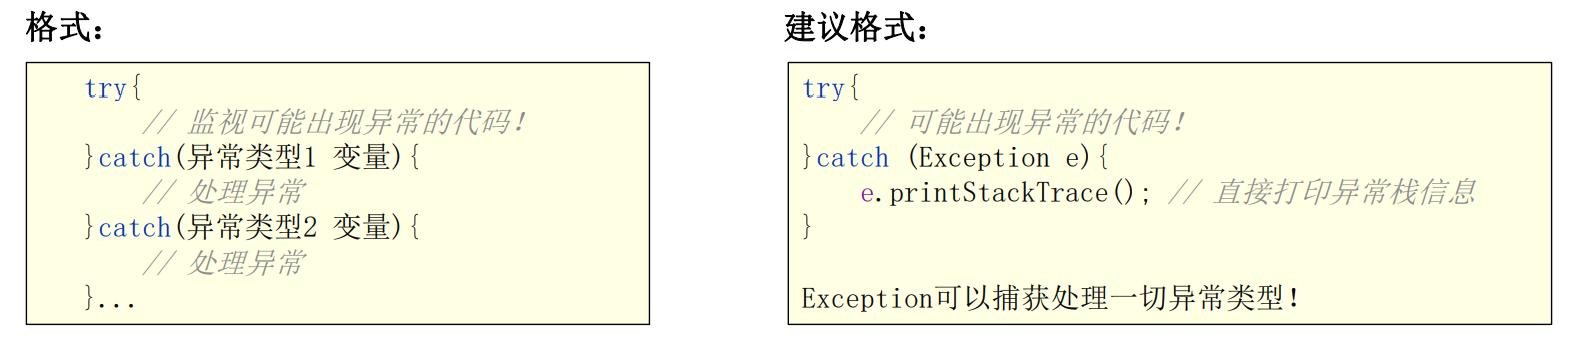 格式：
try{
// 监视可能出现异常的代码！
}catch(异常类型1 变量){
// 处理异常
}catch(异常类型2 变量){
// 处理异常
}...
建议格式：
try{
// 可能出现异常的代码！
}catch (Exception e){
e.printStackTrace(); // 直接打印异常栈信息
}
Exception可以捕获处理一切异常类型！